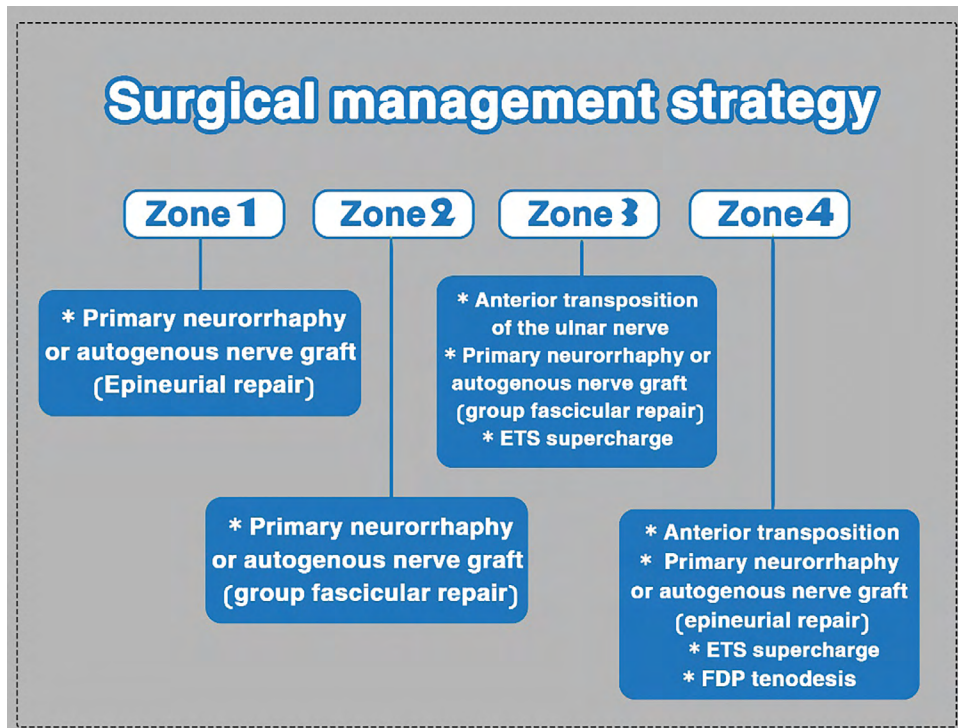 Surgical management strategy
Zone 1
Zone 2
Zone 3
Zone 4
* Primary neurorrhaphy
or autogenous nerve graft
(Epineurial repair)
* Primary neurorrhaphy
or autogenous nerve graft
(group fascicular repair)
* Anterior transposition
of the ulnar nerve
* Primary neurorrhaphy or
autogenous nerve graft
(group fascicular repair)
* ETS supercharge
* Anterior transposition
* Primary neurorrhaphy
or autogenous nerve graft
(epineurial repair)
* ETS supercharge
* FDP tenodesis